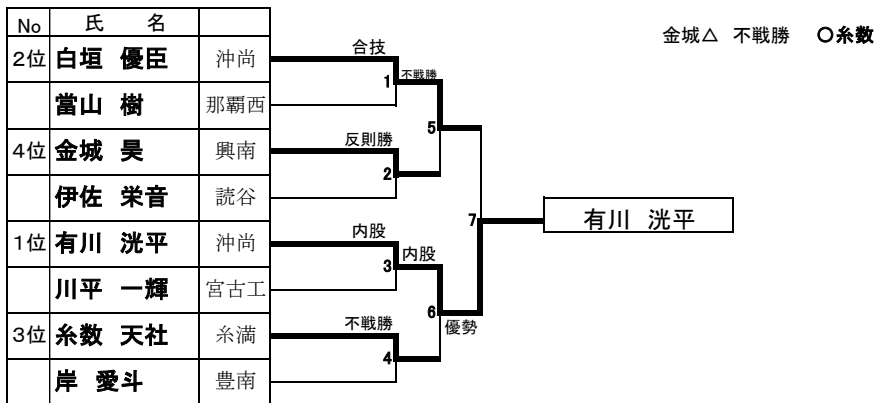 No 氏 名
金城△ 不戦勝 〇糸数
2位 白垣 優臣 沖尚
合技
1 不戦勝
當山 樹 那覇西
5
4位 金城 昊 興南
反則勝
2
伊佐 栄音 読谷
7 有川 洸平
1位 有川 洸平 沖尚
内股
3 内股
川平 一輝 宮古工
6 優勢
3位 糸数 天社 糸満
不戦勝
4
岸 愛斗 豊南